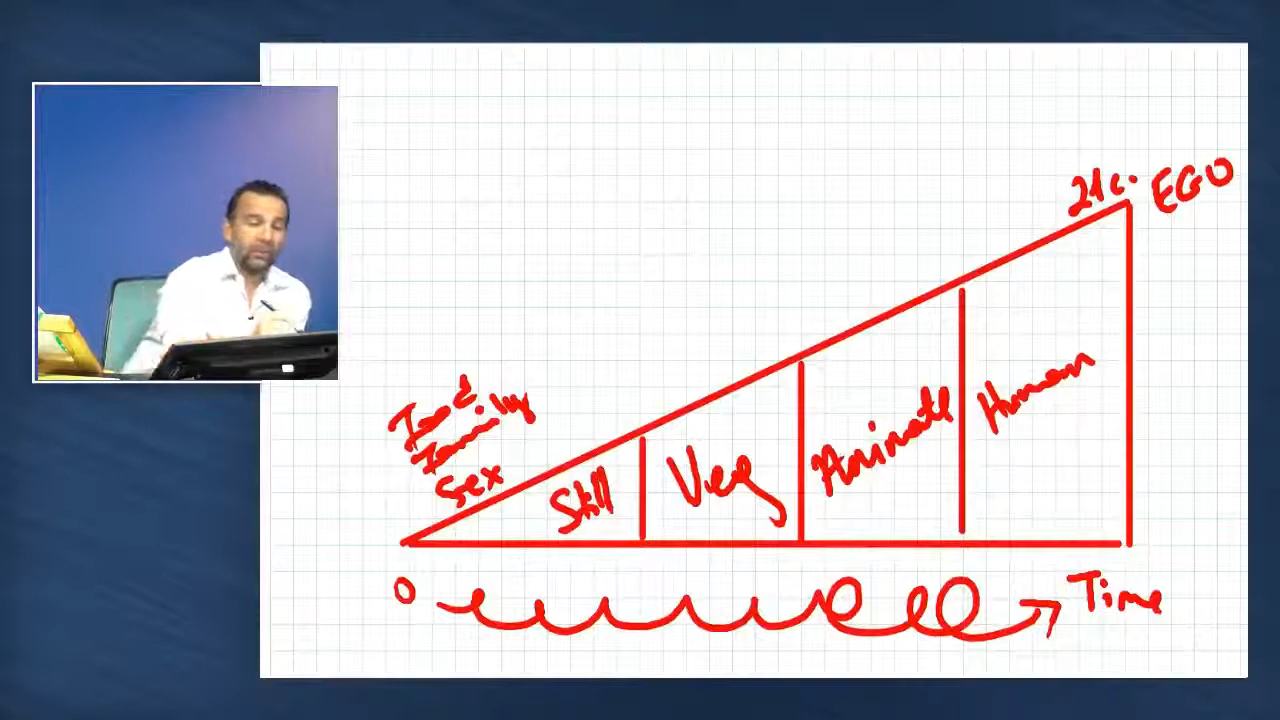 21c. EGO
Food
Family
Sex
Still
Veg
Animate
Human
0
Time